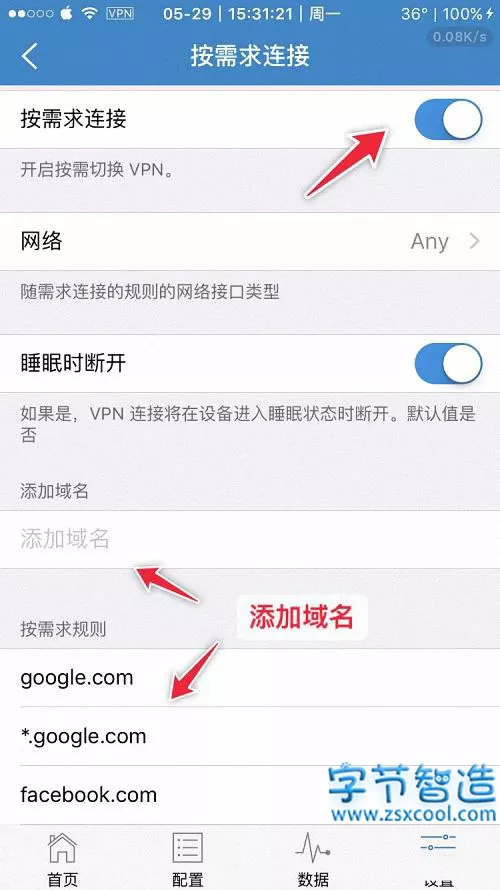 VPN 05-29 | 15:31:21 | 周一 36° | 100%
0.08K/s
按需求连接
按需求连接
开启按需切换 VPN。
网络 Any
随需求连接的规则的网络接口类型
睡眠时断开
如果是，VPN 连接将在设备进入睡眠状态时断开。默认值是
否
添加域名
添加域名
添加域名
按需求规则
google.com
*.google.com
facebook.com
字节智造
www.zsxcool.com
首页 配置 数据 设置